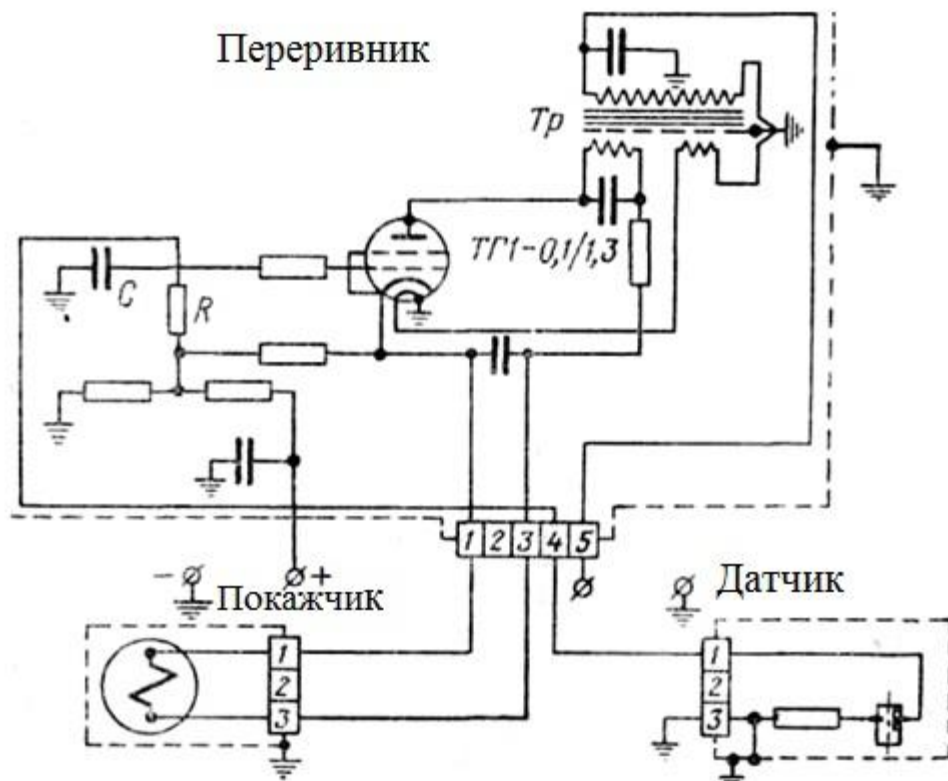 Переривник
Тр
ТГ1-0,1/1,3
C
R
1 2 3 4 5
- +
Покажчик
Датчик
1
2
3
1
2
3